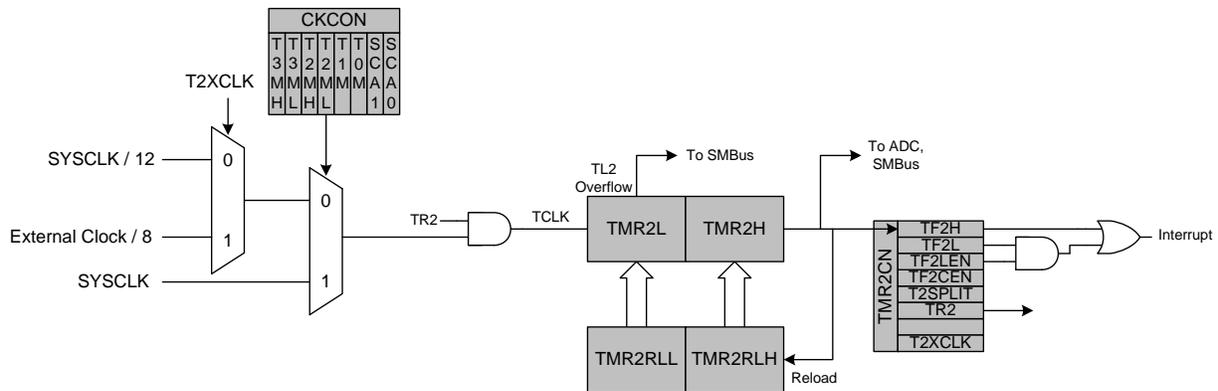 CKCON
T3MH
T3ML
T2MH
T2ML
T1M
T0M
SCA1
SCA0
T2XCLK
SYSCLK / 12
0
External Clock / 8
1
SYSCLK
0
1
TR2
TCLK
TL2
Overflow
To SMBus
To ADC,
SMBus
TMR2L
TMR2H
TMR2RLL
TMR2RLH
Reload
TMR2CN
TF2H
TF2L
TF2LEN
TF2CEN
T2SPLIT
TR2
T2XCLK
Interrupt